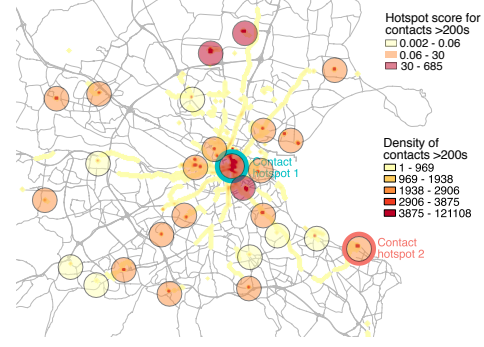 Hotspot score for
contacts >200s
0.002 - 0.06
0.06 - 30
30 - 685
Density of
contacts >200s
1 - 969
969 - 1938
1938 - 2906
2906 - 3875
3875 - 121108
Contact
hotspot 1
Contact
hotspot 2